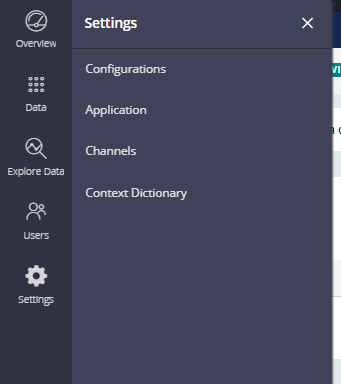 Settings
Configurations
Application
Channels
Context Dictionary
Overview
Data
Explore Data
Users
Settings